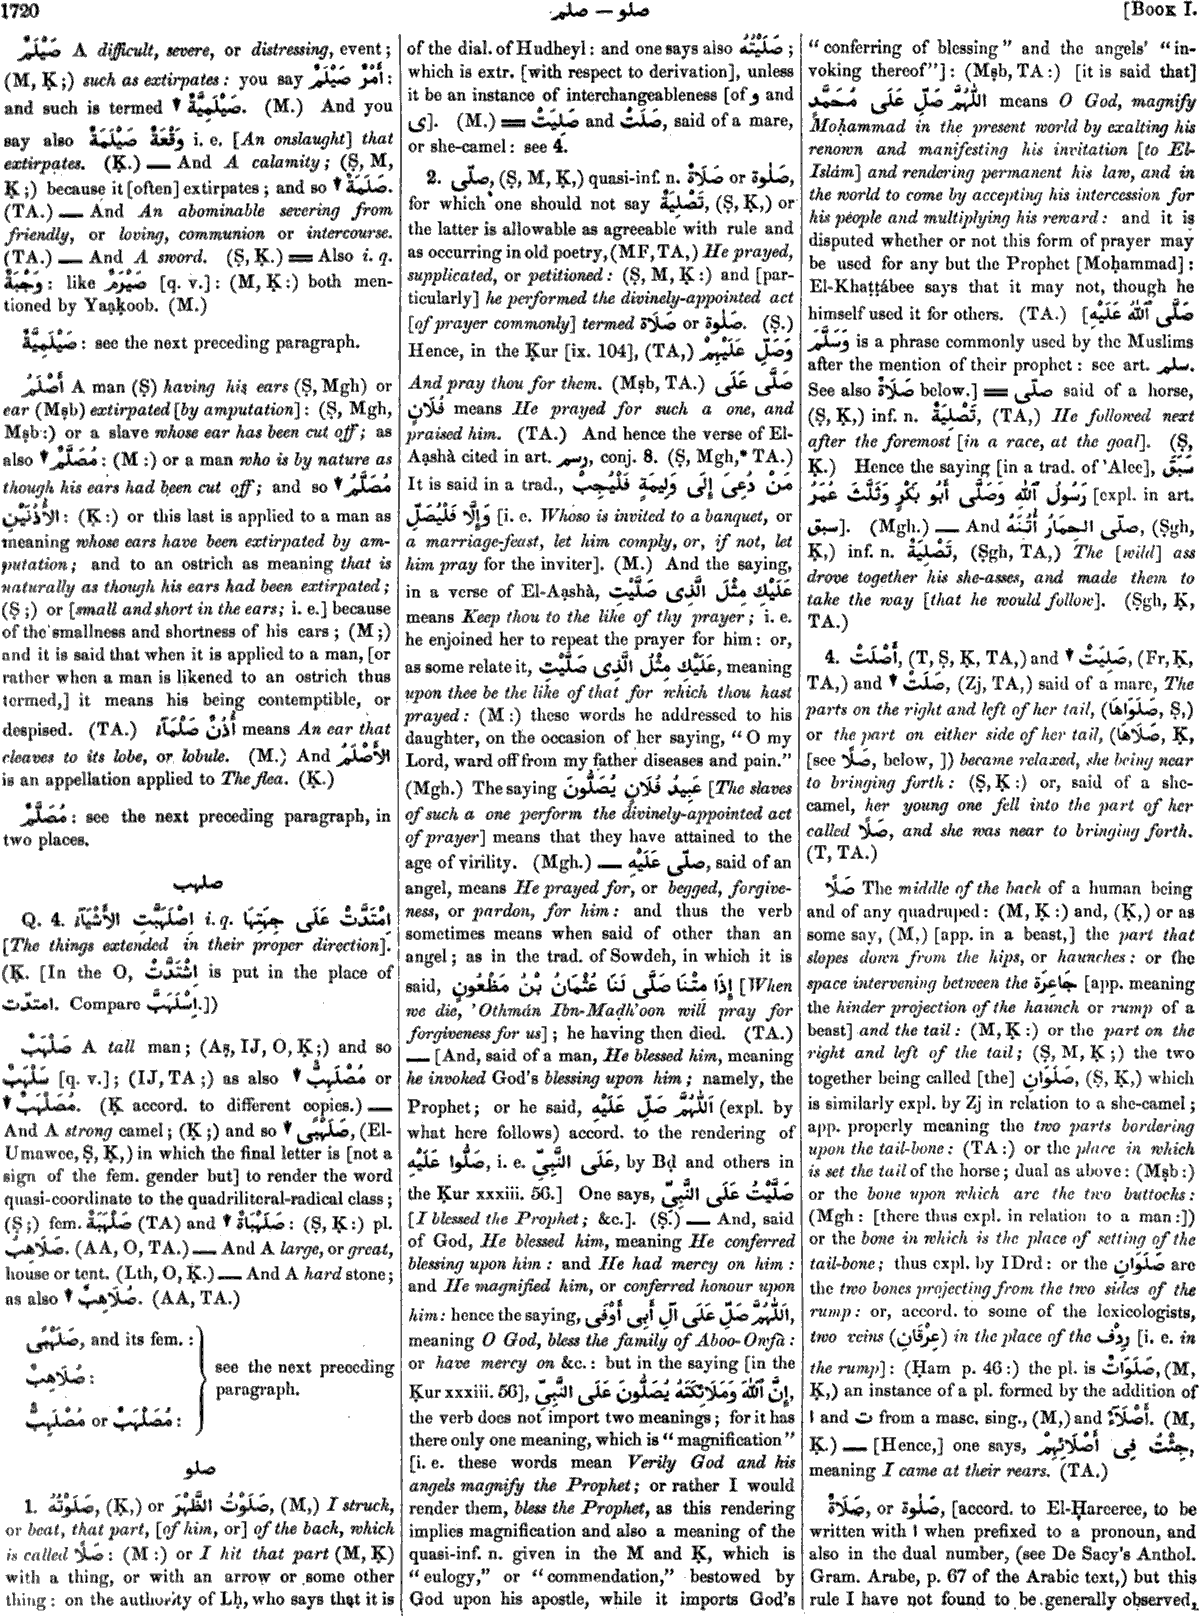 1720
صلو — صلم
[Book I.
صَيْلَمٌ A difficult, severe, or distressing, event;
(M, Ḳ;) such as extirpates: you say أَمْرٌ صَيْلَمٌ:
and such is termed ↓ صَيْلَمِيَّةٌ. (M.) And you
say also وَقْعَةٌ صَيْلَمَةٌ i. e. [An onslaught] that
extirpates. (Ḳ.) — And A calamity; (Ṣ, M,
Ḳ;) because it [often] extirpates; and so ↓ صَلَمَةٌ.
(TA.) — And An abominable severing from
friendly, or loving, communion or intercourse.
(TA.) — And A sword. (Ṣ, Ḳ.) = Also i. q.
وَجْبَةٌ: like صَيْرَمٌ [q. v.]: (M, Ḳ:) both men-
tioned by Yaạḳoob. (M.)
صَيْلَمِيَّةٌ: see the next preceding paragraph.
أَصْلَمُ A man (Ṣ) having his ears (Ṣ, Mgh) or
ear (Mṣb) extirpated [by amputation]: (Ṣ, Mgh,
Mṣb:) or a slave whose ear has been cut off; as
also ↓ مُصَلَّمٌ: (M:) or a man who is by nature as
though his ears had been cut off; and so ↓ مُصَلَّمُ
الأُذُنَيْنِ: (Ḳ:) or this last is applied to a man as
meaning whose ears have been extirpated by am-
putation; and to an ostrich as meaning that is
naturally as though his ears had been extirpated;
(Ṣ;) or [small and short in the ears; i. e.] because
of the smallness and shortness of his ears; (M;)
and it is said that when it is applied to a man, [or
rather when a man is likened to an ostrich thus
termed,] it means his being contemptible, or
despised. (TA.) أُذُنٌ صَلْمَآءُ means An ear that
cleaves to its lobe, or lobule. (M.) And الأَصْلَمُ
is an appellation applied to The flea. (Ḳ.)
مُصَلَّمٌ: see the next preceding paragraph, in
two places.
صلهب
Q. 4. اِصْلَهَبَّتِ الأَشْيَآءُ i. q. اِمْتَدَّتْ عَلَى جِهَتِهَا
[The things extended in their proper direction].
(Ḳ. [In the O, اِشْتَدَّتْ is put in the place of
امتدّت. Compare اِسْلَهَبَّ.])
صَلْهَبٌ A tall man; (Aṣ, IJ, O, Ḳ;) and so
سَلْهَبٌ [q. v.]; (IJ, TA;) as also ↓ مُصْلَهِبٌّ or
↓ مُصَلْهَبٌ. (Ḳ accord. to different copies.) —
And A strong camel; (Ḳ;) and so ↓ صَلْهَبًى, (El-
Umawee, Ṣ, Ḳ,) in which the final letter is [not a
sign of the fem. gender but] to render the word
quasi-coordinate to the quadriliteral-radical class;
(Ṣ;) fem. صَلْهَبَةٌ (TA) and ↓ صَلْهَبَاةٌ: (Ṣ, Ḳ:) pl.
صَلَاهِبُ. (AA, O, TA.) — And A large, or great,
house or tent. (Lth, O, Ḳ.) — And A hard stone;
as also ↓ صُلَاهِبٌ. (AA, TA.)
صَلْهَبًى, and its fem.:
صُلَاهِبٌ:
مُصَلْهَبٌ or مُصْلَهِبٌّ:
see the next preceding
paragraph.
صلو
1. صَلَوْتُهُ, (Ḳ,) or صَلَوْتُ الظَّهْرَ, (M,) I struck,
or beat, that part, [of him, or] of the back, which
is called صَلًا: (M:) or I hit that part (M, Ḳ)
with a thing, or with an arrow or some other
thing: on the authority of Lḥ, who says that it is
of the dial. of Hudheyl: and one says also صَلَيْتُهُ;
which is extr. [with respect to derivation], unless
it be an instance of interchangeableness [of و and
ى]. (M.) = صَلِيَتْ and صَلَتْ, said of a mare,
or she-camel: see 4.
2. صلّى, (Ṣ, M, Ḳ,) quasi-inf. n. صَلَاةٌ or صَلٰوةٌ,
for which one should not say تَصْلِيَةٌ, (Ṣ, Ḳ,) or
the latter is allowable as agreeable with rule and
as occurring in old poetry, (MF, TA,) He prayed,
supplicated, or petitioned: (Ṣ, M, Ḳ:) and [par-
ticularly] he performed the divinely-appointed act
[of prayer commonly] termed صَلَاة or صَلٰوة. (Ṣ.)
Hence, in the Ḳur [ix. 104], (TA,) وَصَلِّ عَلَيْهِمْ
And pray thou for them. (Mṣb, TA.) صَلَّى عَلَى
فُلَانٍ means He prayed for such a one, and
praised him. (TA.) And hence the verse of El-
Aạshà cited in art. رسم, conj. 8. (Ṣ, Mgh,* TA.)
It is said in a trad., مَنْ دُعِىَ إِلَى وَلِيمَةٍ فَلْيُجِبْ
وَإِلَّا فَلْيُصَلِّ [i. e. Whoso is invited to a banquet, or
a marriage-feast, let him comply, or, if not, let
him pray for the inviter]. (M.) And the saying,
in a verse of El-Aạshà, عَلَيْكِ مِثْلَ الَّذِى صَلَّيْتِ
means Keep thou to the like of thy prayer; i. e.
he enjoined her to repeat the prayer for him: or,
as some relate it, عَلَيْكِ مِثْلُ الَّذِى صَلَّيْتِ, meaning
upon thee be the like of that for which thou hast
prayed: (M:) these words he addressed to his
daughter, on the occasion of her saying, "O my
Lord, ward off from my father diseases and pain."
(Mgh.) The saying عَبِيدُ فُلَانٍ يُصَلُّونَ [The slaves
of such a one perform the divinely-appointed act
of prayer] means that they have attained to the
age of virility. (Mgh.) — صلّى عَلَيْهِ, said of an
angel, means He prayed for, or begged, forgive-
ness, or pardon, for him: and thus the verb
sometimes means when said of other than an
angel; as in the trad. of Sowdeh, in which it is
said, إِذَا مِتْنَا صَلَّى لَنَا عُثْمَانُ بْنُ مَظْعُونٍ [When
we die, 'Othmán Ibn-Maḍh'oon will pray for
forgiveness for us]; he having then died. (TA.)
— [And, said of a man, He blessed him, meaning
he invoked God's blessing upon him; namely, the
Prophet; or he said, اَللّٰهُمَّ صَلِّ عَلَيْهِ (expl. by
what here follows) accord. to the rendering of
صَلُّوا عَلَيْهِ, i. e. عَلَى النَّبِىِّ, by Bḍ and others in
the Ḳur xxxiii. 56.] One says, صَلَّيْتُ عَلَى النَّبِىِّ
[I blessed the Prophet; &c.]. (Ṣ.) — And, said
of God, He blessed him, meaning He conferred
blessing upon him: and He had mercy on him:
and He magnified him, or conferred honour upon
him: hence the saying, اَللّٰهُمَّ صَلِّ عَلَى آلِ أَبِى أَوْفَى,
meaning O God, bless the family of Aboo-Owfà:
or have mercy on &c.: but in the saying [in the
Ḳur xxxiii. 56], إِنَّ ٱللّٰهَ وَمَلَائِكَتَهُ يُصَلُّونَ عَلَى النَّبِىِّ,
the verb does not import two meanings; for it has
there only one meaning, which is "magnification"
[i. e. these words mean Verily God and his
angels magnify the Prophet; or rather I would
render them, bless the Prophet, as this rendering
implies magnification and also a meaning of the
quasi-inf. n. given in the M and Ḳ, which is
"eulogy," or "commendation," bestowed by
God upon his apostle, while it imports God's
"conferring of blessing" and the angels' "in-
voking thereof"]: (Mṣb, TA:) [it is said that]
اَللّٰهُمَّ صَلِّ عَلَى مُحَمَّدٍ means O God, magnify
Moḥammad in the present world by exalting his
renown and manifesting his invitation [to El-
Islám] and rendering permanent his law, and in
the world to come by accepting his intercession for
his people and multiplying his reward: and it is
disputed whether or not this form of prayer may
be used for any but the Prophet [Moḥammad]:
El-Khaṭṭábee says that it may not, though he
himself used it for others. (TA.) [صَلَّى ٱللّٰهُ عَلَيْهِ
وَسَلَّمَ is a phrase commonly used by the Muslims
after the mention of their prophet: see art. سلم.
See also صَلَاةٌ below.] = صلّى said of a horse,
(Ṣ, Ḳ,) inf. n. تَصْلِيَةٌ, (TA,) He followed next
after the foremost [in a race, at the goal]. (Ṣ,
Ḳ.) Hence the saying [in a trad. of 'Alee], سَبَقَ
رَسُولُ ٱللّٰهِ وَصَلَّى أَبُو بَكْرٍ وَثَلَّثَ عُمَرُ [expl. in art.
سبق]. (Mgh.) — And صلّى الحِمَارُ أُتُنَهُ, (Ṣgh,
Ḳ,) inf. n. تَصْلِيَةٌ, (Ṣgh, TA,) The [wild] ass
drove together his she-asses, and made them to
take the way [that he would follow]. (Ṣgh, Ḳ,
TA.)
4. أَصْلَتْ, (T, Ṣ, Ḳ, TA,) and ↓ صَلِيَتْ, (Fr, Ḳ,
TA,) and ↓ صَلَتْ, (Zj, TA,) said of a mare, The
parts on the right and left of her tail, (صَلَوَاهَا, Ṣ,)
or the part on either side of her tail, (صَلَاهَا, Ḳ,
[see صَلًا, below,]) became relaxed, she being near
to bringing forth: (Ṣ, Ḳ:) or, said of a she-
camel, her young one fell into the part of her
called صَلًا, and she was near to bringing forth.
(T, TA.)
صَلًا The middle of the back of a human being
and of any quadruped: (M, Ḳ:) and, (Ḳ,) or as
some say, (M,) [app. in a beast,] the part that
slopes down from the hips, or haunches: or the
space intervening between the جَاعِرَة [app. meaning
the hinder projection of the haunch or rump of a
beast] and the tail: (M, Ḳ:) or the part on the
right and left of the tail; (Ṣ, M, Ḳ;) the two
together being called [the] صَلَوَانِ, (Ṣ, Ḳ,) which
is similarly expl. by Zj in relation to a she-camel;
app. properly meaning the two parts bordering
upon the tail-bone: (TA:) or the place in which
is set the tail of the horse; dual as above: (Mṣb:)
or the bone upon which are the two buttocks:
(Mgh: [there thus expl. in relation to a man:])
or the bone in which is the place of setting of the
tail-bone; thus expl. by IDrd: or the صَلَوَانِ are
the two bones projecting from the two sides of the
rump: or, accord. to some of the lexicologists,
two veins (عِرْقَانِ) in the place of the رِدْف [i. e. in
the rump]: (Ḥam p. 46:) the pl. is صَلَوَاتٌ, (M,
Ḳ,) an instance of a pl. formed by the addition of
ا and ت from a masc. sing., (M,) and أَصْلَآءٌ. (M,
Ḳ.) — [Hence,] one says, جِئْتُ فِى أَصْلَائِهِمْ,
meaning I came at their rears. (TA.)
صَلَاةٌ, or صَلٰوةٌ, [accord. to El-Ḥareeree, to be
written with ا when prefixed to a pronoun, and
also in the dual number, (see De Sacy's Anthol.
Gram. Arabe, p. 67 of the Arabic text,) but this
rule I have not found to be generally observed,